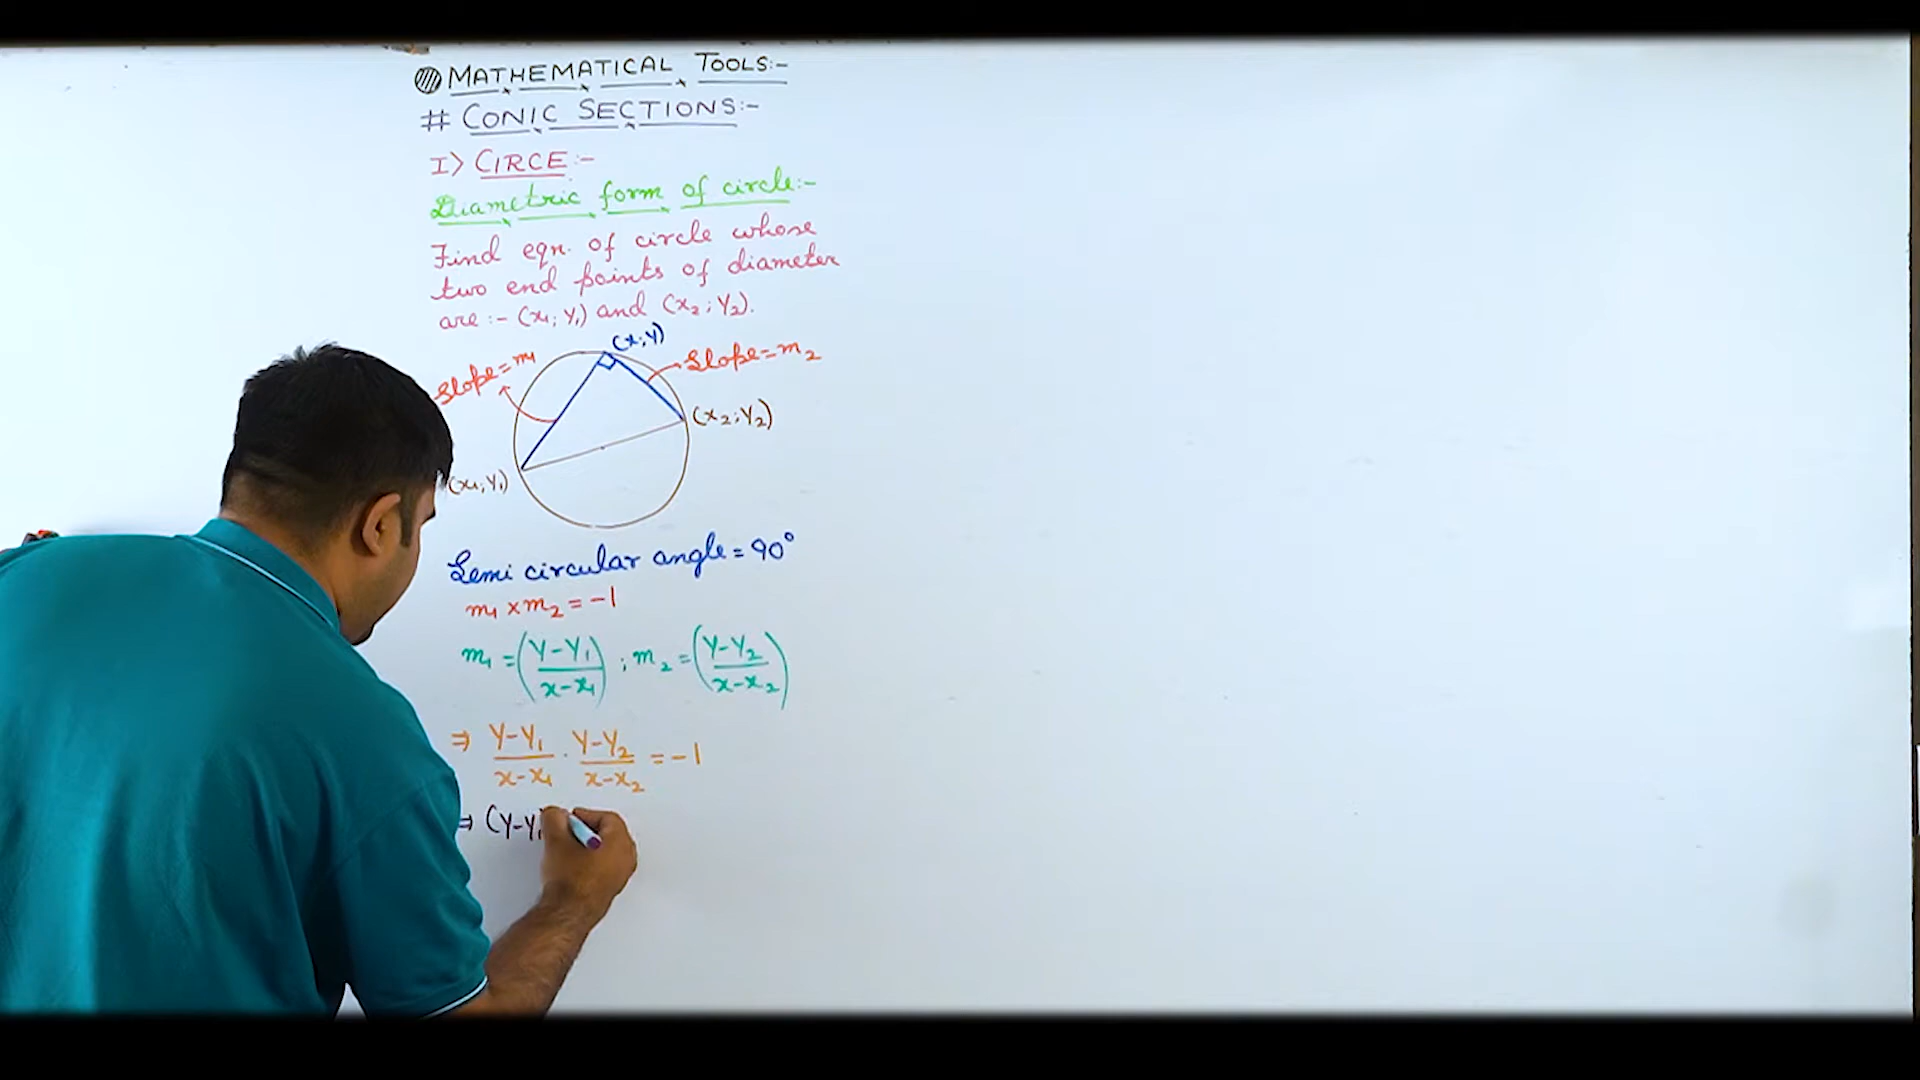 MATHEMATICAL TOOLS:-
# CONIC SECTIONS:-
I) CIRCE:-
Diametric form of circle:-
Find eqn. of circle whose
two end points of diameter
are:- (x₁; y₁) and (x₂; y₂).
(x; y)
Slope = m₁
Slope = m₂
(x₂; y₂)
(x₁; y₁)
Semi circular angle = 90°
m₁ × m₂ = -1
m₁ = ((y-y₁)/(x-x₁)) ; m₂ = ((y-y₂)/(x-x₂))
⇒ (y-y₁)/(x-x₁) · (y-y₂)/(x-x₂) = -1
⇒ (y-y₁)